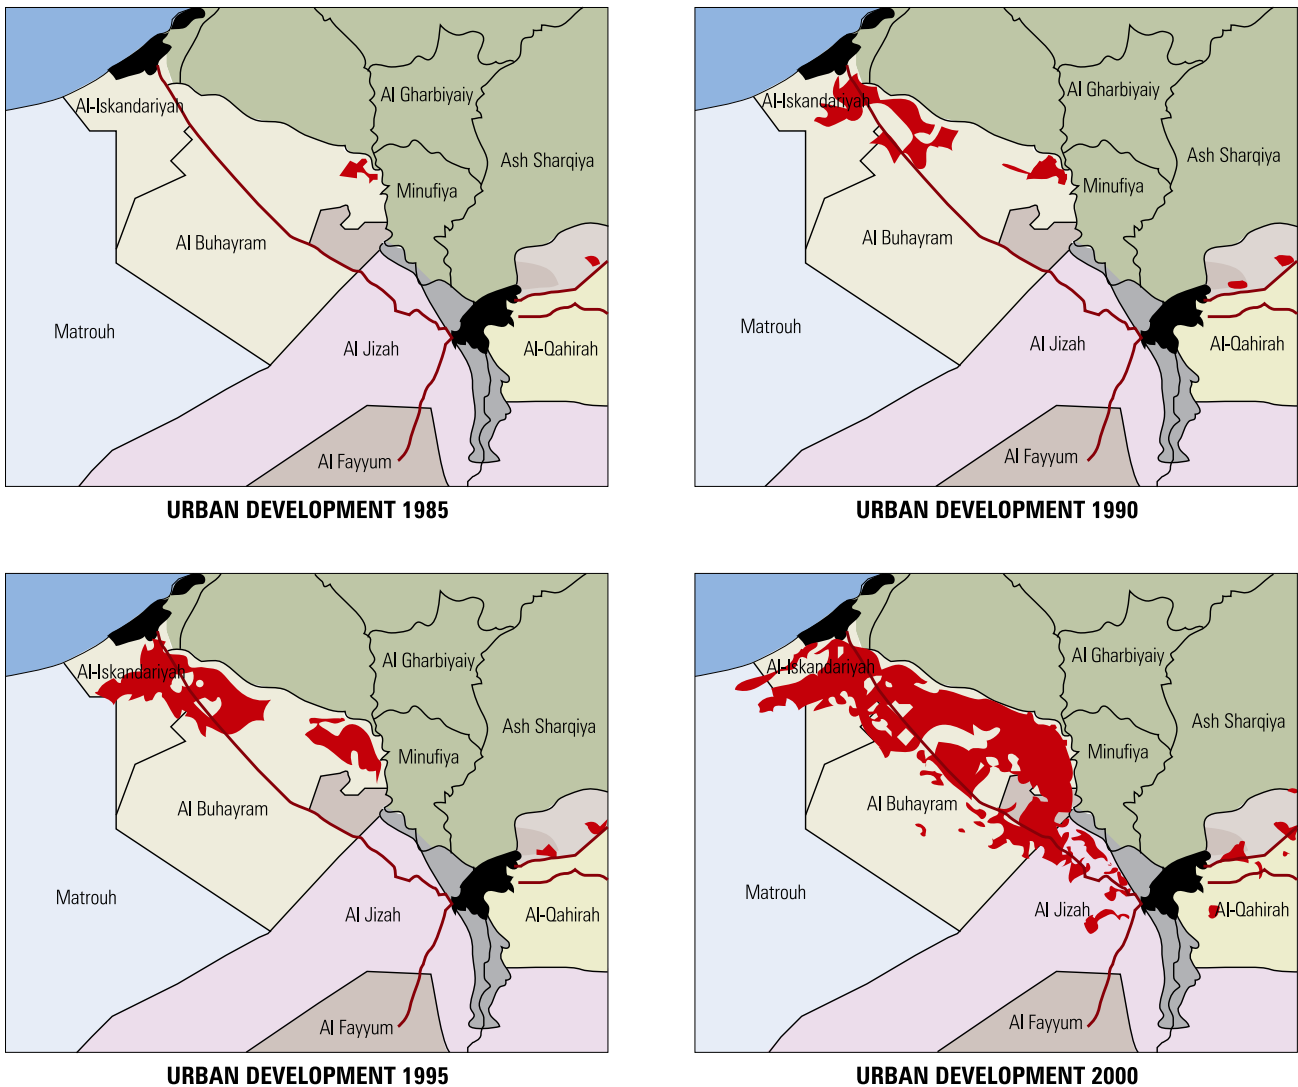 Al-Iskandariyah
Al Gharbiyaiy
Ash Sharqiya
Minufiya
Al Buhayram
Matrouh
Al Jizah
Al-Qahirah
Al Fayyum
URBAN DEVELOPMENT 1985
Al-Iskandariyah
Al Gharbiyaiy
Ash Sharqiya
Minufiya
Al Buhayram
Matrouh
Al Jizah
Al-Qahirah
Al Fayyum
URBAN DEVELOPMENT 1990
Al-Iskandariyah
Al Gharbiyaiy
Ash Sharqiya
Minufiya
Al Buhayram
Matrouh
Al Jizah
Al-Qahirah
Al Fayyum
URBAN DEVELOPMENT 1995
Al-Iskandariyah
Al Gharbiyaiy
Ash Sharqiya
Minufiya
Al Buhayram
Matrouh
Al Jizah
Al-Qahirah
Al Fayyum
URBAN DEVELOPMENT 2000